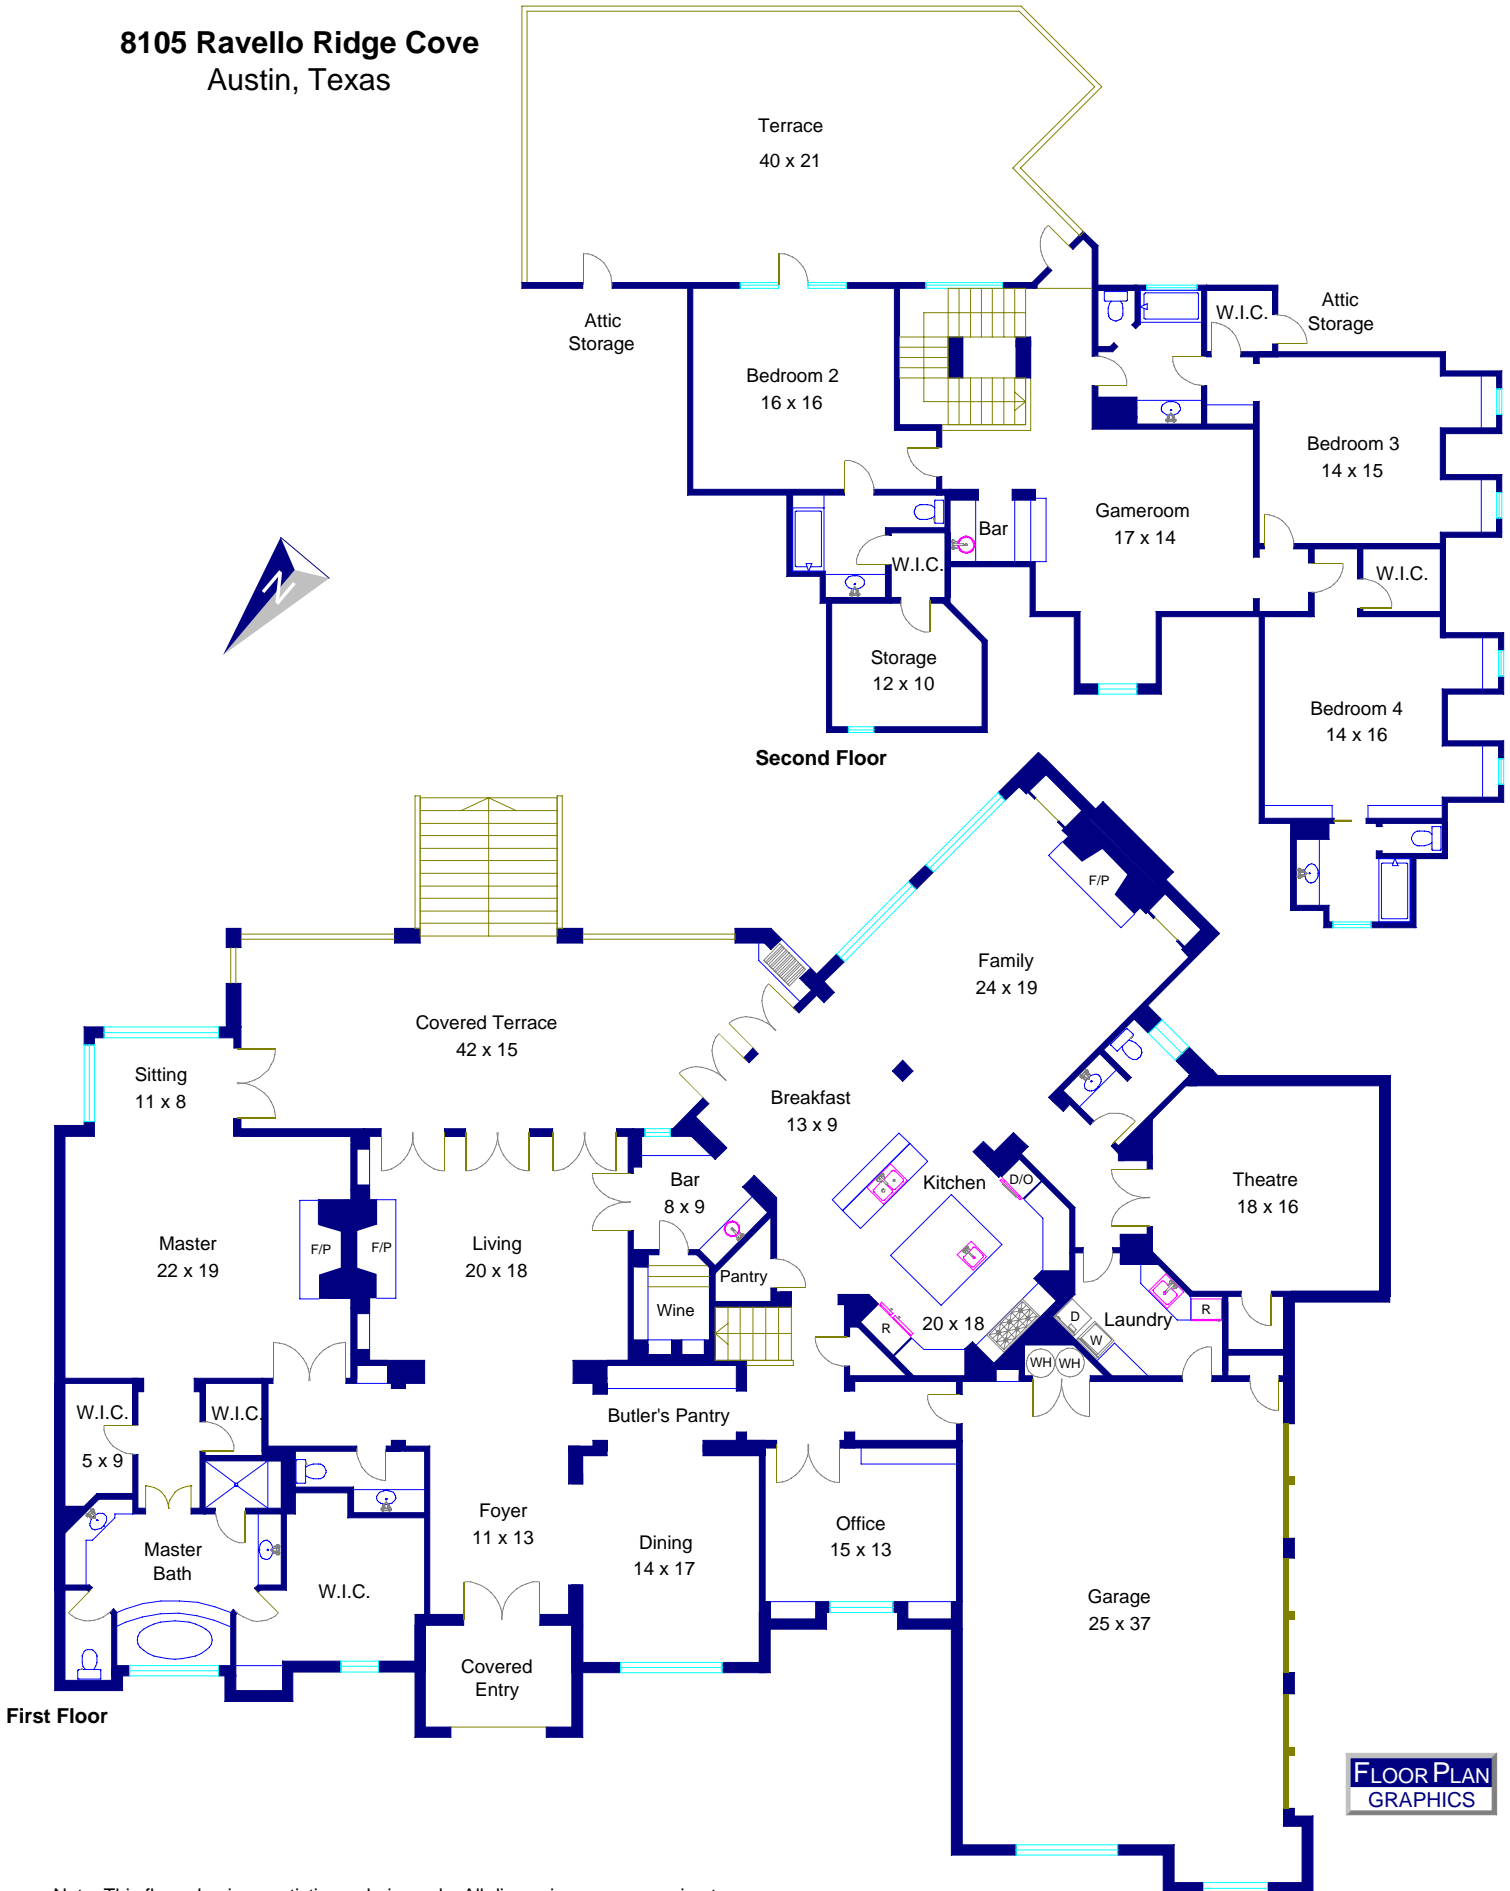 8105 Ravello Ridge Cove
Austin, Texas
Terrace
40 x 21
Attic
Storage
W.I.C.
Attic
Storage
Bedroom 2
16 x 16
Bedroom 3
14 x 15
Gameroom
17 x 14
Bar
W.I.C.
W.I.C.
N
Storage
12 x 10
Bedroom 4
14 x 16
Second Floor
F/P
Family
24 x 19
Covered Terrace
42 x 15
Sitting
11 x 8
Breakfast
13 x 9
Bar
8 x 9
Kitchen
D/O
Theatre
18 x 16
Master
22 x 19
F/P
F/P
Living
20 x 18
Pantry
Wine
R
20 x 18
D
W
Laundry
R
WH
WH
W.I.C.
5 x 9
W.I.C.
Butler's Pantry
Foyer
11 x 13
Dining
14 x 17
Office
15 x 13
Master
Bath
W.I.C.
Garage
25 x 37
Covered
Entry
First Floor
FLOOR PLAN
GRAPHICS